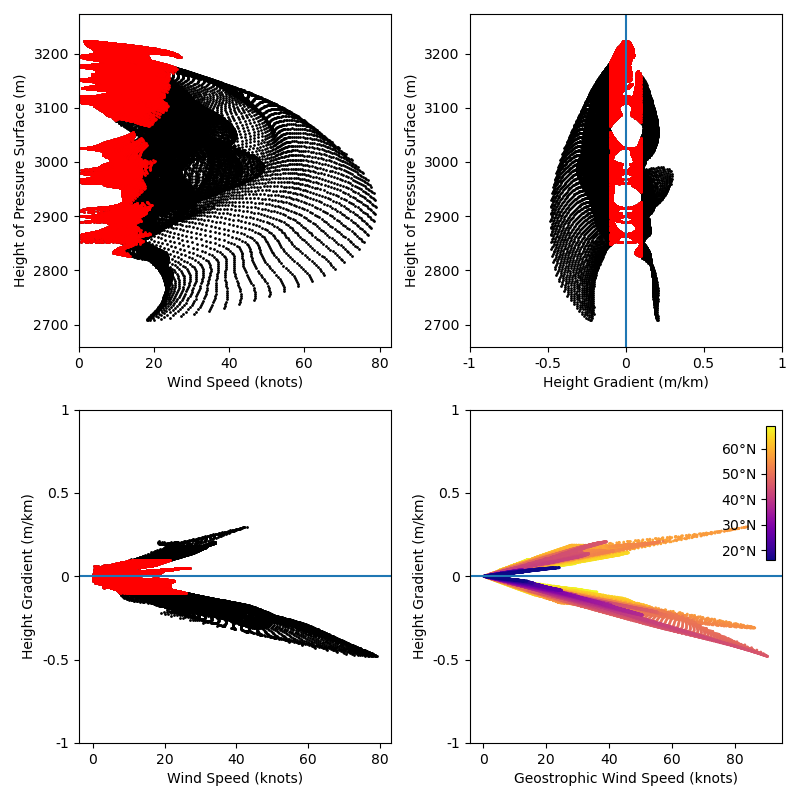 Height of Pressure Surface (m)
3200
3100
3000
2900
2800
2700
0 20 40 60 80
Wind Speed (knots)
Height of Pressure Surface (m)
3200
3100
3000
2900
2800
2700
-1 -0.5 0 0.5 1
Height Gradient (m/km)
Height Gradient (m/km)
1
0.5
0
-0.5
-1
0 20 40 60 80
Wind Speed (knots)
Height Gradient (m/km)
1
0.5
0
-0.5
-1
60°N
50°N
40°N
30°N
20°N
0 20 40 60 80
Geostrophic Wind Speed (knots)